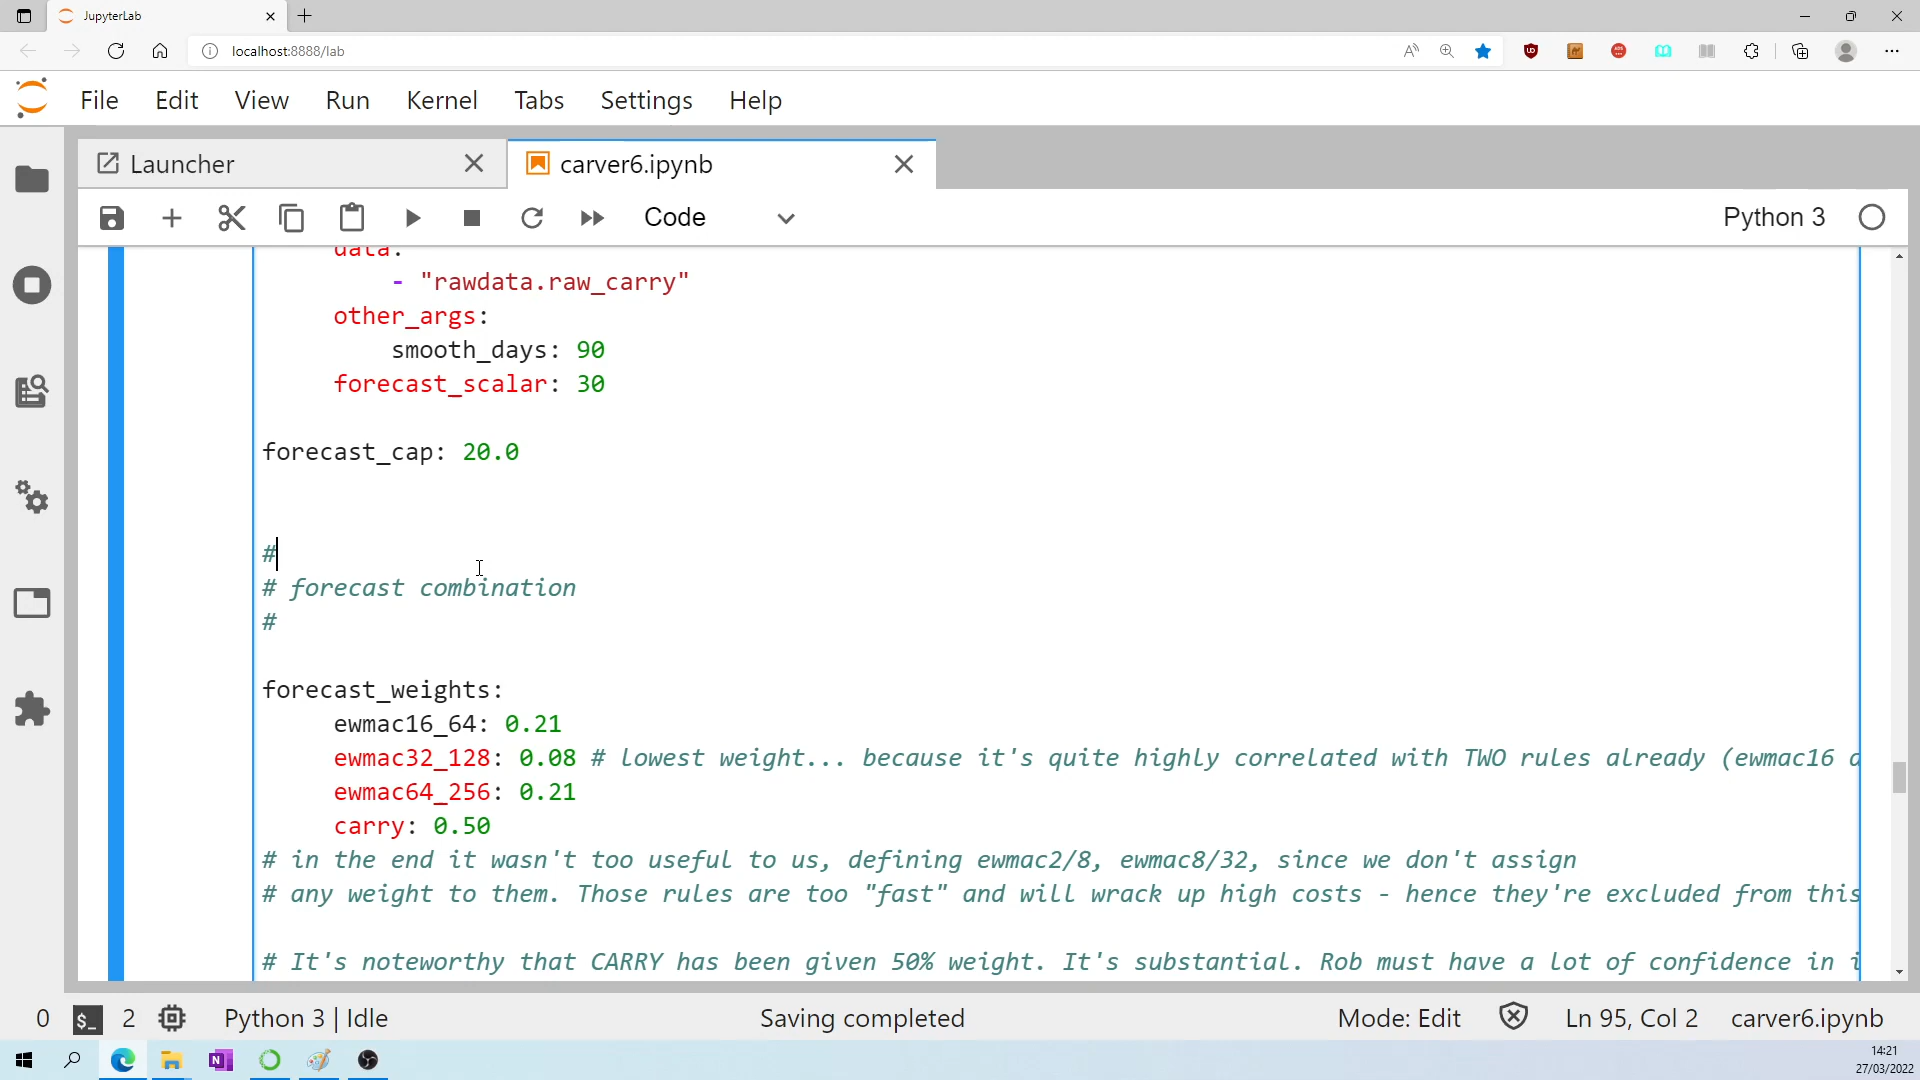 JupyterLab
localhost:8888/lab
File Edit View Run Kernel Tabs Settings Help
Launcher
carver6.ipynb
Code
Python 3
data:
- "rawdata.raw_carry"
other_args:
smooth_days: 90
forecast_scalar: 30
forecast_cap: 20.0
#
# forecast combination
#
forecast_weights:
ewmac16_64: 0.21
ewmac32_128: 0.08 # lowest weight... because it's quite highly correlated with TWO rules already (ewmac16
ewmac64_256: 0.21
carry: 0.50
# in the end it wasn't too useful to us, defining ewmac2/8, ewmac8/32, since we don't assign
# any weight to them. Those rules are too "fast" and will wrack up high costs - hence they're excluded from this
# It's noteworthy that CARRY has been given 50% weight. It's substantial. Rob must have a lot of confidence in
0 $_ 2 Python 3 | Idle Saving completed Mode: Edit Ln 95, Col 2 carver6.ipynb
14:21
27/03/2022